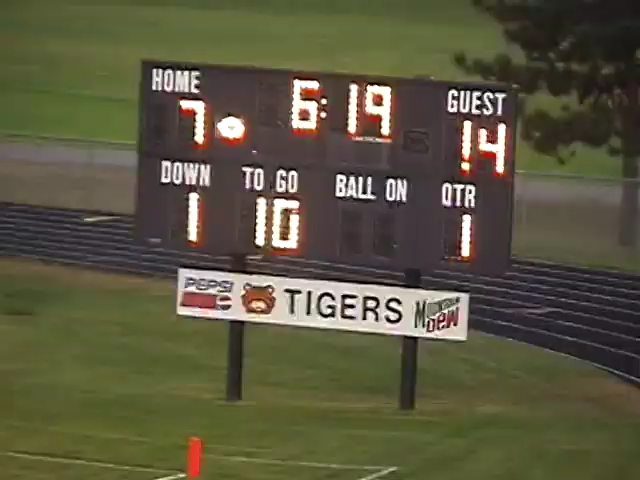 HOME 6:19 GUEST
7 14
DOWN TO GO BALL ON QTR
1 10 1
PEPSI TIGERS MOUNTAIN
DEW